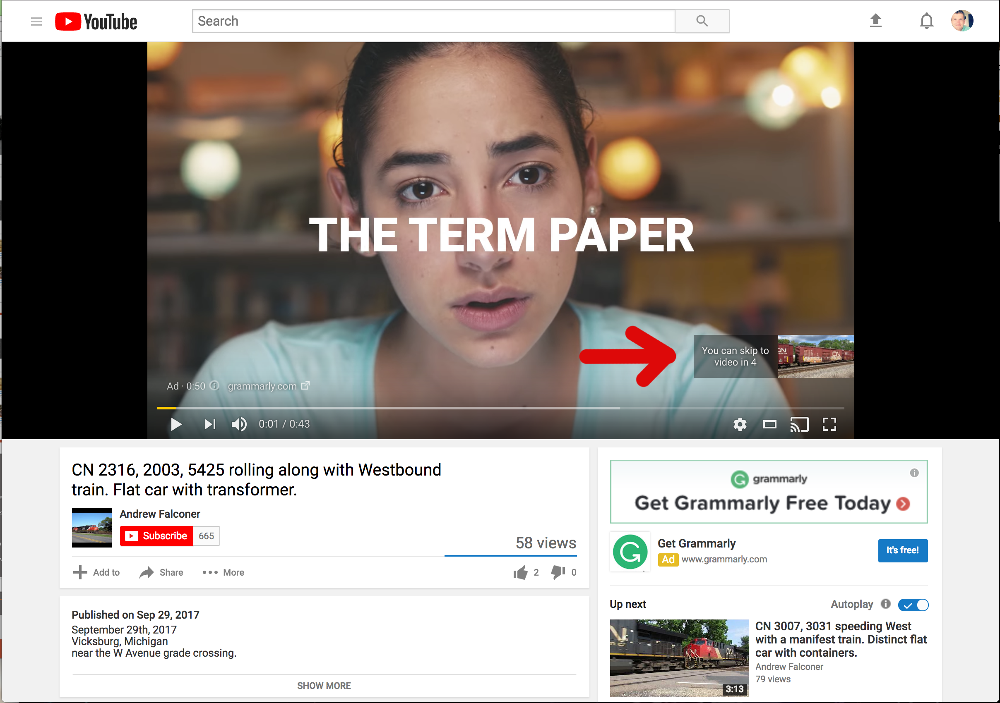 YouTube
Search
THE TERM PAPER
You can skip to
video in 4
Ad · 0:50
grammarly.com
0:01 / 0:43
CN 2316, 2003, 5425 rolling along with Westbound
train. Flat car with transformer.
Andrew Falconer
Subscribe 665
58 views
Add to
Share
More
2
0
Published on Sep 29, 2017
September 29th, 2017
Vicksburg, Michigan
near the W Avenue grade crossing.
SHOW MORE
grammarly
Get Grammarly Free Today
Get Grammarly
Ad www.grammarly.com
It's free!
Up next
Autoplay
CN 3007, 3031 speeding West
with a manifest train. Distinct flat
car with containers.
Andrew Falconer
79 views
3:13